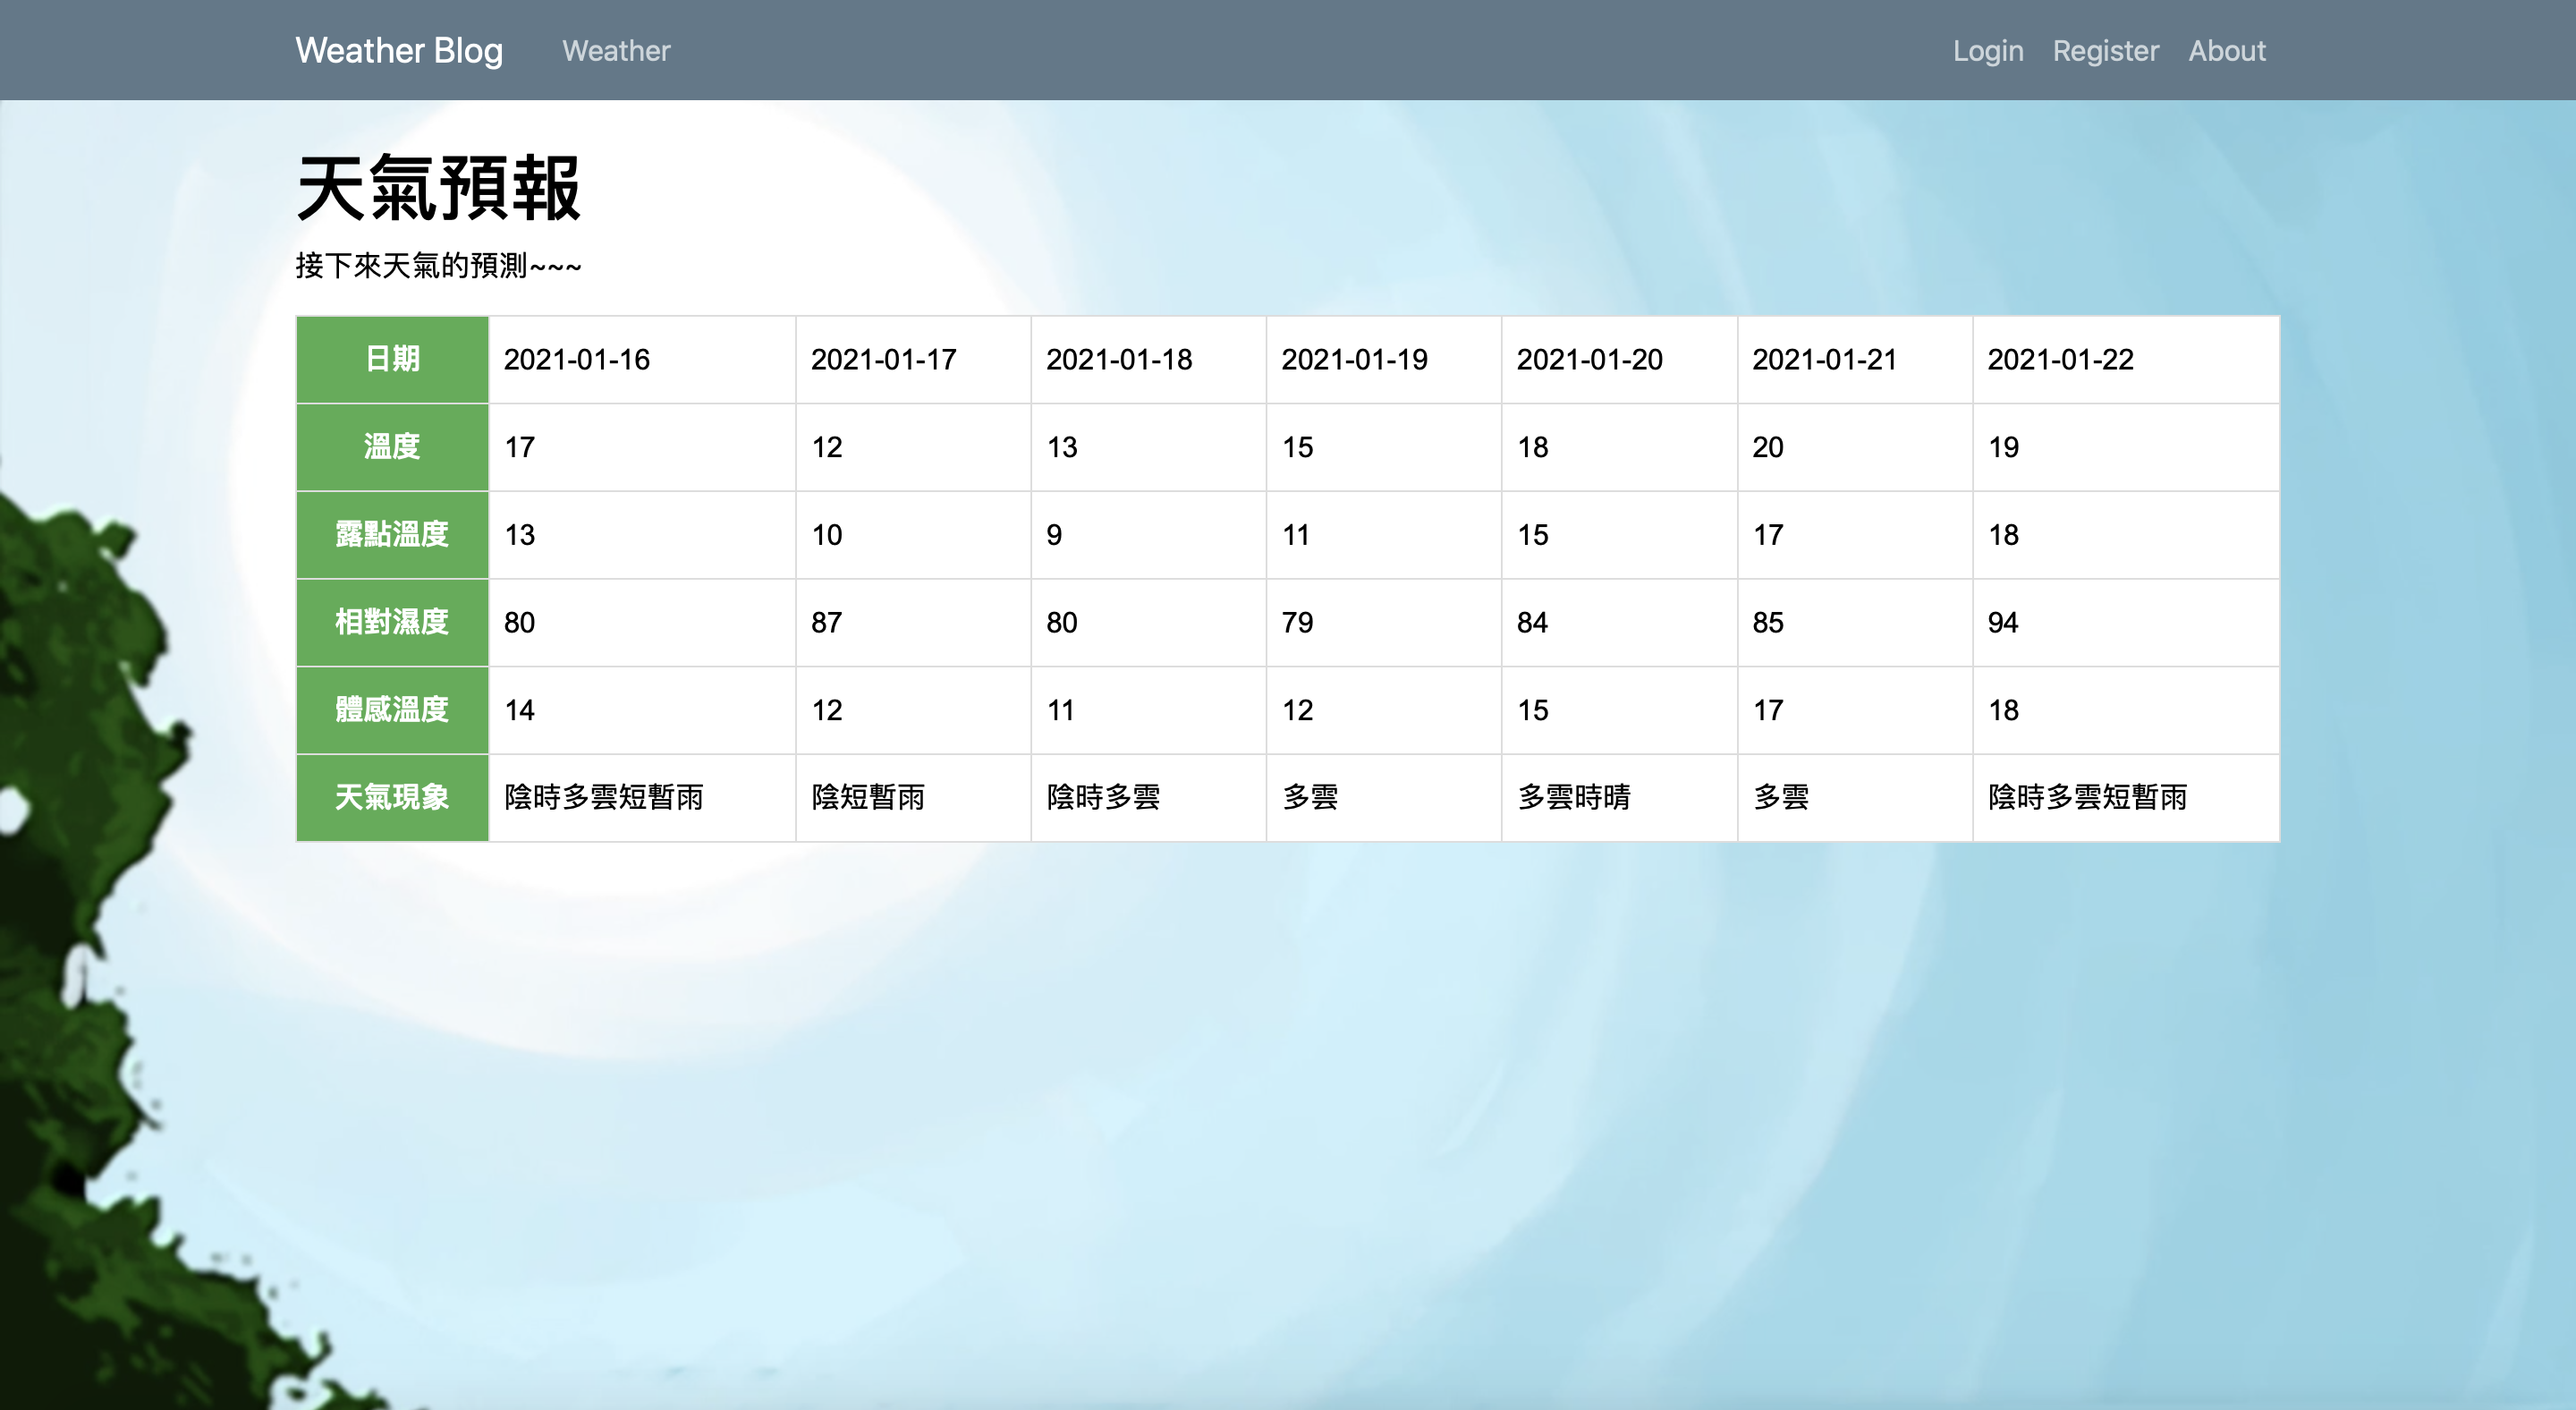 Weather Blog Weather Login Register About
天氣預報
接下來天氣的預測~~~
日期 2021-01-16 2021-01-17 2021-01-18 2021-01-19 2021-01-20 2021-01-21 2021-01-22
溫度 17 12 13 15 18 20 19
露點溫度 13 10 9 11 15 17 18
相對濕度 80 87 80 79 84 85 94
體感溫度 14 12 11 12 15 17 18
天氣現象 陰時多雲短暫雨 陰短暫雨 陰時多雲 多雲 多雲時晴 多雲 陰時多雲短暫雨